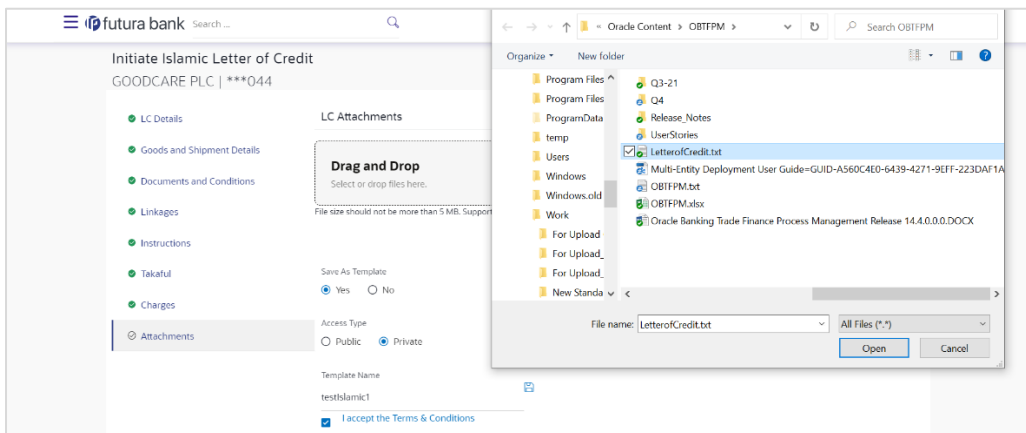 futura bank Search ...
Initiate Islamic Letter of Credit
GOODCARE PLC | ***044
LC Details
Goods and Shipment Details
Documents and Conditions
Linkages
Instructions
Takaful
Charges
Attachments
LC Attachments
Drag and Drop
Select or drop files here.
File size should not be more than 5 MB. Support
Save As Template
Yes No
Access Type
Public Private
Template Name
testIslamic1
I accept the Terms & Conditions
« Oracle Content > OBTFPM >
Search OBTFPM
Organize New folder
Program Files
Program Files
ProgramData
temp
Users
Windows
Windows.old
Work
For Upload
For Upload_
For Upload_
New Standa
Q3-21
Q4
Release_Notes
UserStories
LetterofCredit.txt
Multi-Entity Deployment User Guide=GUID-A560C4E0-6439-4271-9EFF-223DAF1A
OBTFPM.txt
OBTFPM.xlsx
Oracle Banking Trade Finance Process Management Release 14.4.0.0.0.DOCX
File name: LetterofCredit.txt All Files (*.*)
Open Cancel